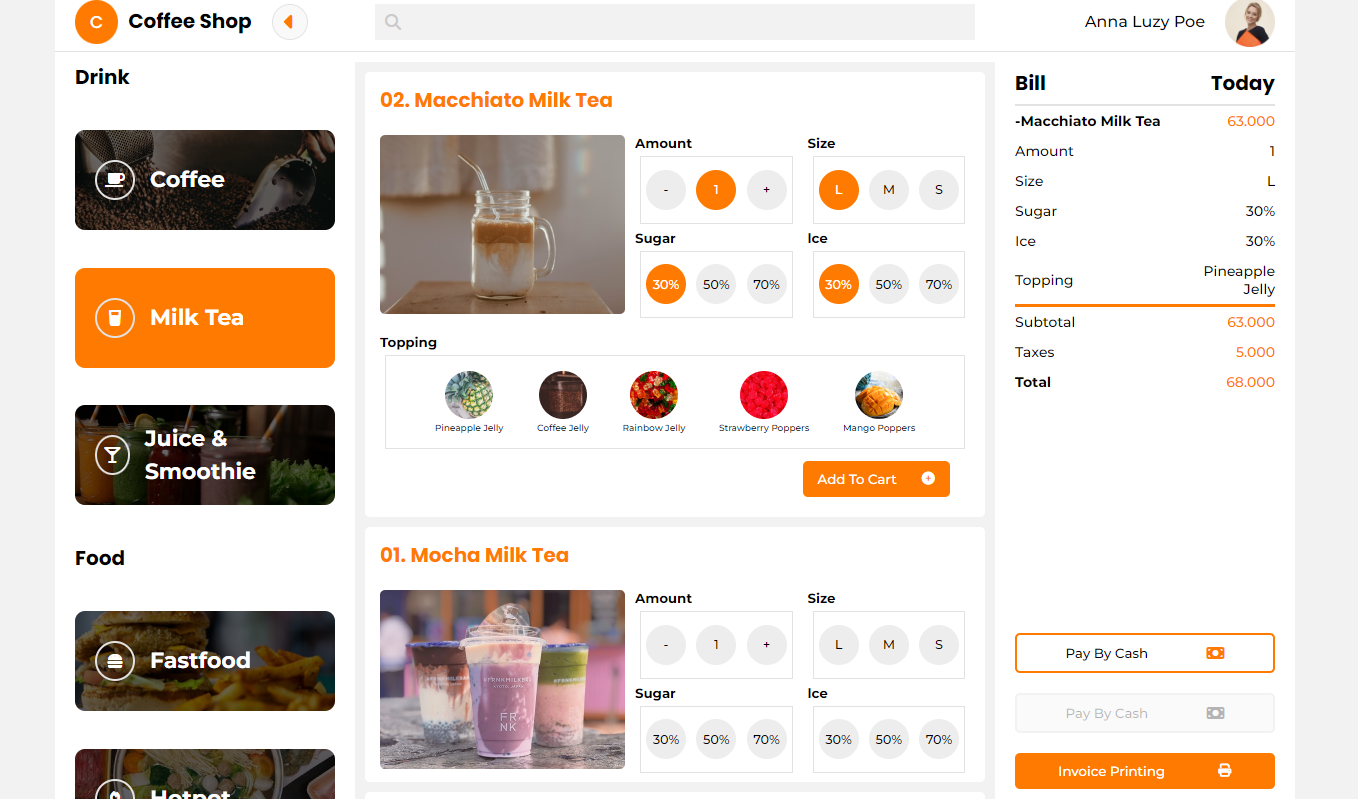 C
Coffee Shop
Anna Luzy Poe
Drink
Coffee
Milk Tea
Juice &
Smoothie
Food
Fastfood
Hotpot
02. Macchiato Milk Tea
Amount
- 1 +
Size
L M S
Sugar
30% 50% 70%
Ice
30% 50% 70%
Topping
Pineapple Jelly
Coffee Jelly
Rainbow Jelly
Strawberry Poppers
Mango Poppers
Add To Cart
01. Mocha Milk Tea
FR
NK
Amount
- 1 +
Size
L M S
Sugar
30% 50% 70%
Ice
30% 50% 70%
Bill Today
-Macchiato Milk Tea 63.000
Amount 1
Size L
Sugar 30%
Ice 30%
Topping Pineapple
Jelly
Subtotal 63.000
Taxes 5.000
Total 68.000
Pay By Cash
Pay By Cash
Invoice Printing